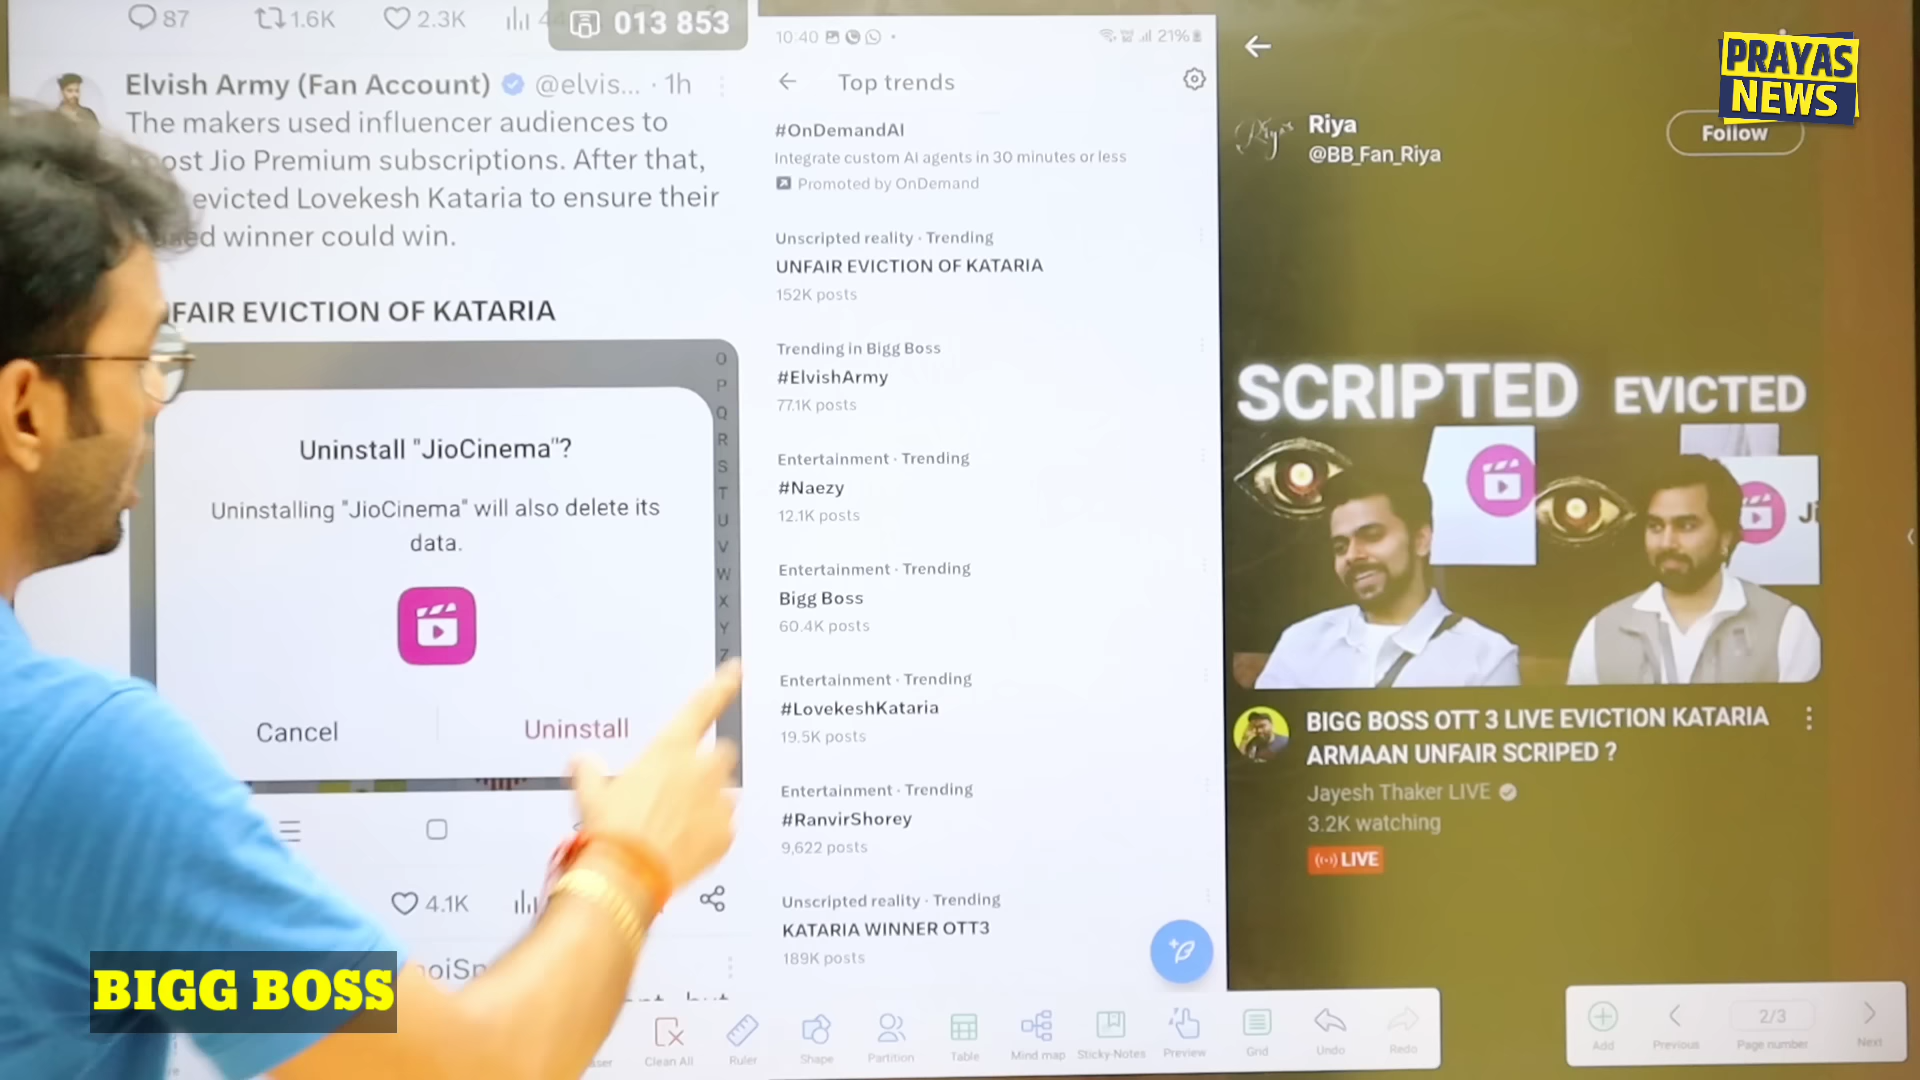 87
1.6K
2.3K
013 853
Elvish Army (Fan Account) @elvis... · 1h
The makers used influencer audiences to
Jio Premium subscriptions. After that,
evicted Lovekesh Kataria to ensure their
winner could win.
FAIR EVICTION OF KATARIA
O
P
Q
R
S
T
U
V
W
X
Y
Z
Uninstall "JioCinema"?
Uninstalling "JioCinema" will also delete its
data.
Cancel
Uninstall
4.1K
BIGG BOSS
10:40
21%
Top trends
#OnDemandAI
Integrate custom AI agents in 30 minutes or less
Promoted by OnDemand
Unscripted reality · Trending
UNFAIR EVICTION OF KATARIA
152K posts
Trending in Bigg Boss
#ElvishArmy
77.1K posts
Entertainment · Trending
#Naezy
12.1K posts
Entertainment · Trending
Bigg Boss
60.4K posts
Entertainment · Trending
#LovekeshKataria
19.5K posts
Entertainment · Trending
#RanvirShorey
9,622 posts
Unscripted reality · Trending
KATARIA WINNER OTT3
189K posts
PRAYAS
NEWS
Riya
@BB_Fan_Riya
Follow
SCRIPTED EVICTED
Ji
BIGG BOSS OTT 3 LIVE EVICTION KATARIA
ARMAAN UNFAIR SCRIPED ?
Jayesh Thaker LIVE
3.2K watching
LIVE
Clean All
Ruler
Shape
Partition
Table
Mind map
Sticky-Notes
Preview
Grid
Undo
Redo
Add
Previous
2/3
Page number
Next